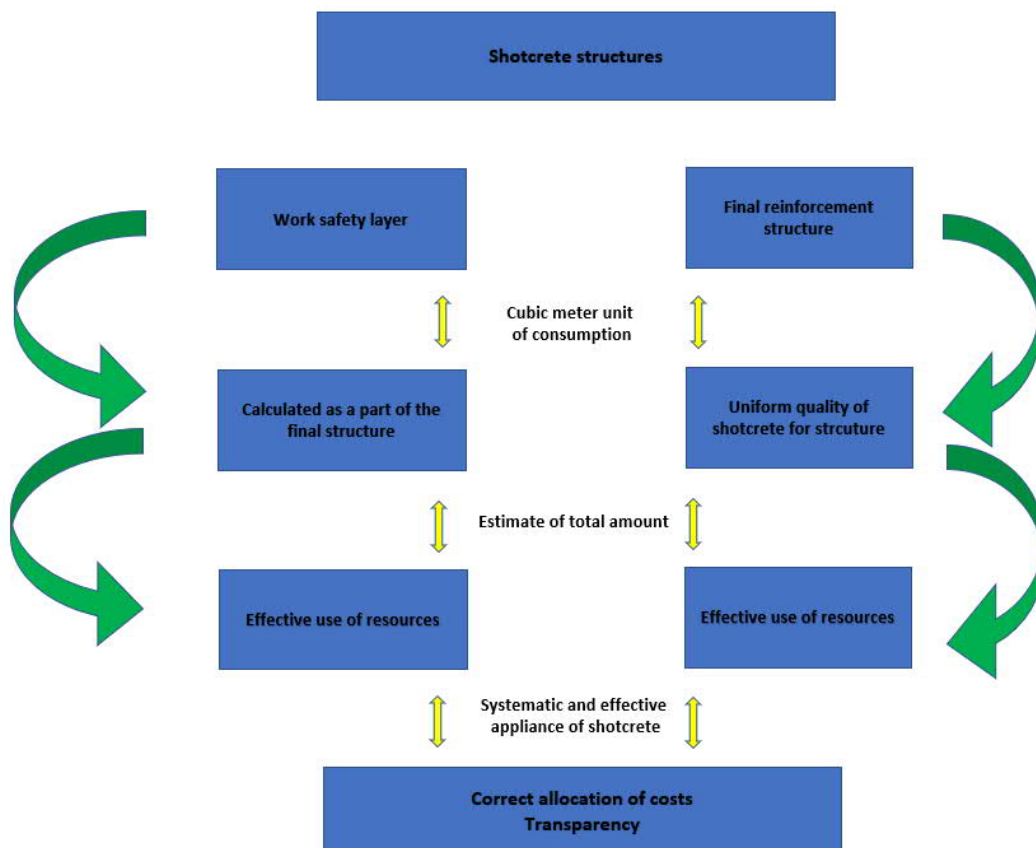 Shotcrete structures
Work safety layer
Final reinforcement
structure
Cubic meter unit
of consumption
Calculated as a part of the
final structure
Uniform quality of
shotcrete for strcuture
Estimate of total amount
Effective use of resources
Effective use of resources
Systematic and effective
appliance of shotcrete
Correct allocation of costs
Transparency